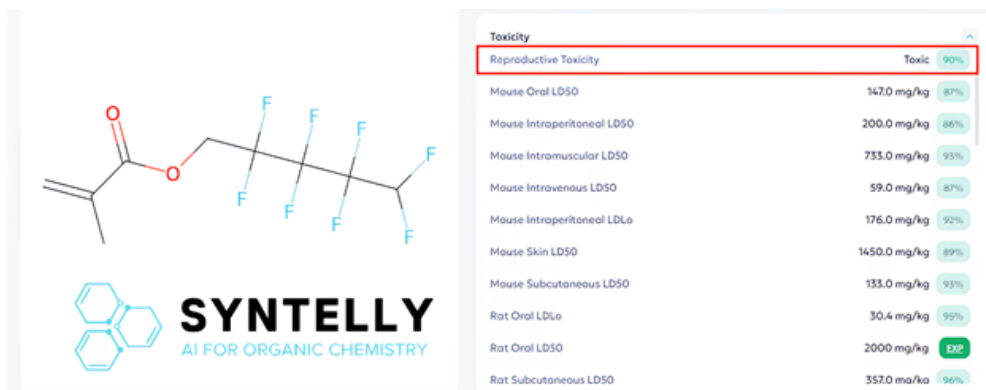 F
F
F
F
O
O
F
F
F
F
SYNTELLY
AI FOR ORGANIC CHEMISTRY
Toxicity
Reproductive Toxicity Toxic 90%
Mouse Oral LD50 147.0 mg/kg 87%
Mouse Intraperitoneal LD50 200.0 mg/kg 86%
Mouse Intramuscular LD50 733.0 mg/kg 93%
Mouse Intravenous LD50 59.0 mg/kg 87%
Mouse Intraperitoneal LDLo 176.0 mg/kg 92%
Mouse Skin LD50 1450.0 mg/kg 89%
Mouse Subcutaneous LD50 133.0 mg/kg 93%
Rat Oral LDLo 30.4 mg/kg 95%
Rat Oral LD50 2000 mg/kg EXP
Rat Subcutaneous LD50 357.0 mg/kg 96%